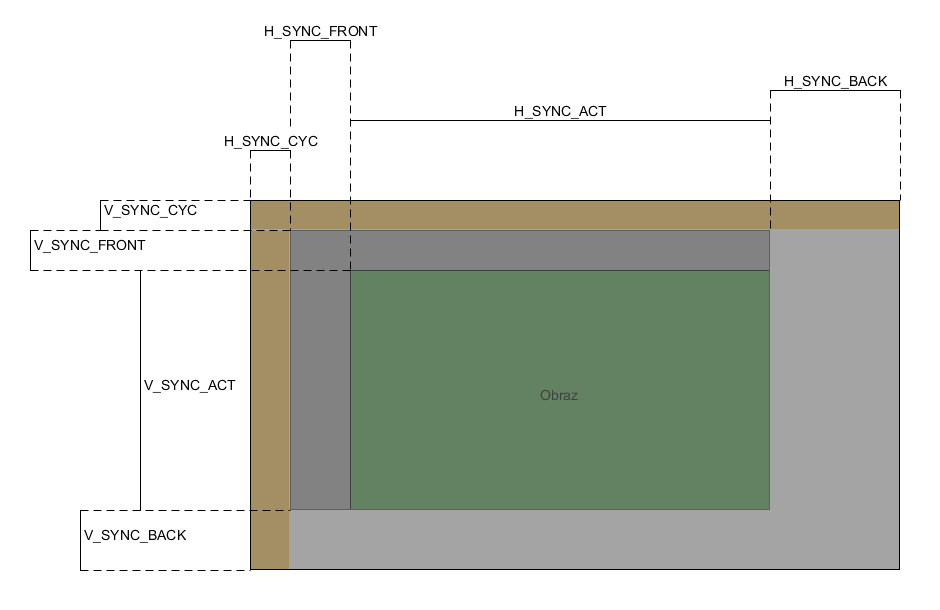 H_SYNC_FRONT
H_SYNC_BACK
H_SYNC_ACT
H_SYNC_CYC
V_SYNC_CYC
V_SYNC_FRONT
V_SYNC_ACT
Obraz
V_SYNC_BACK